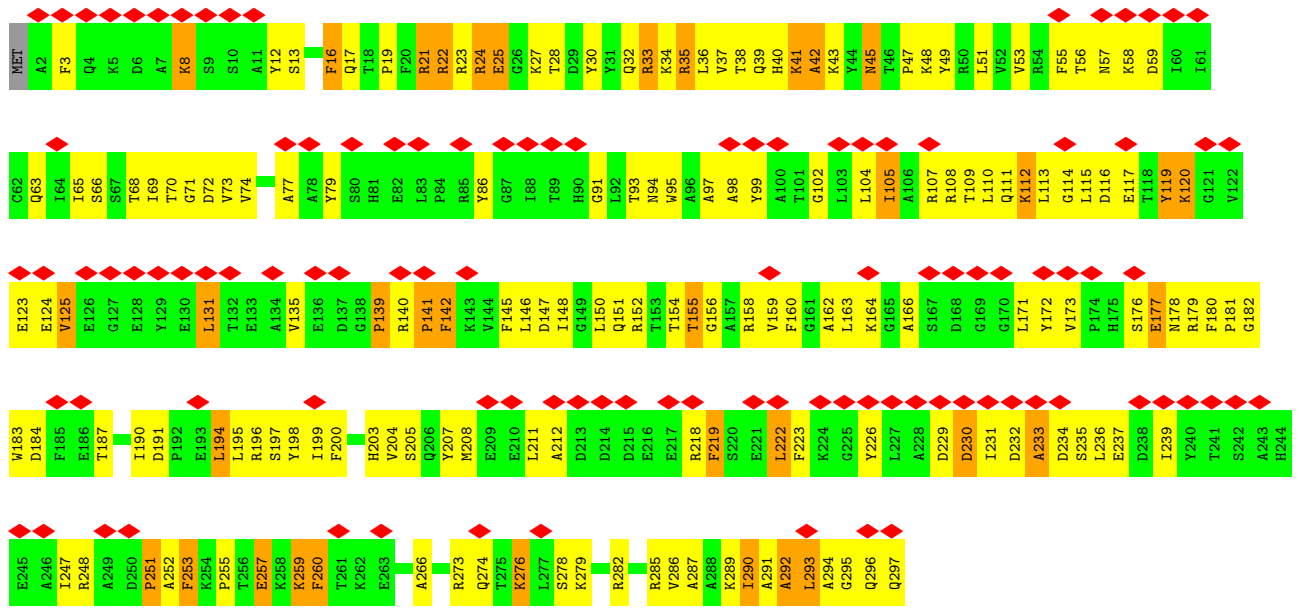 MET A2 F3 Q4 K5 D6 A7 K8 S9 S10 A11 Y12 S13 F16 Q17 T18 P19 F20 R21 R22 R23 R24 E25 G26 K27 T28 D29 Y30 Y31 Q32 R33 K34 R35 L36 V37 T38 Q39 H40 K41 A42 K43 Y44 N45 T46 P47 K48 Y49 R50 L51 V52 V53 R54 F55 T56 N57 K58 D59 I60 I61
C62 Q63 I64 I65 S66 S67 T68 I69 T70 G71 D72 V73 V74 A77 A78 Y79 S80 H81 E82 L83 P84 R85 Y86 G87 I88 T89 H90 G91 L92 T93 N94 W95 A96 A97 A98 Y99 A100 T101 G102 L103 L104 I105 A106 R107 R108 T109 L110 Q111 K112 L113 G114 L115 D116 E117 T118 Y119 K120 G121 V122
E123 E124 V125 E126 G127 E128 Y129 E130 L131 T132 E133 A134 V135 E136 D137 G138 P139 R140 P141 F142 K143 V144 F145 L146 D147 I148 G149 L150 Q151 R152 T153 T154 T155 G156 A157 R158 V159 F160 G161 A162 L163 K164 G165 A166 S167 D168 G169 G170 L171 Y172 V173 P174 H175 S176 E177 N178 R179 F180 P181 G182
W183 D184 F185 E186 T187 I190 D191 P192 E193 L194 L195 R196 S197 Y198 I199 F200 H203 V204 S205 Q206 Y207 M208 E209 E210 L211 A212 D213 D214 D215 E216 E217 R218 F219 S220 E221 L222 F223 K224 G225 Y226 L227 A228 D229 D230 I231 D232 A233 D234 S235 L236 E237 D238 I239 Y240 T241 S242 A243 H244
E245 A246 I247 R248 A249 D250 P251 A252 F253 K254 P255 T256 E257 K258 K259 F260 T261 K262 E263 A266 R273 Q274 T275 K276 L277 S278 K279 R282 R285 V286 A287 A288 K289 I290 A291 A292 L293 A294 G295 Q296 Q297